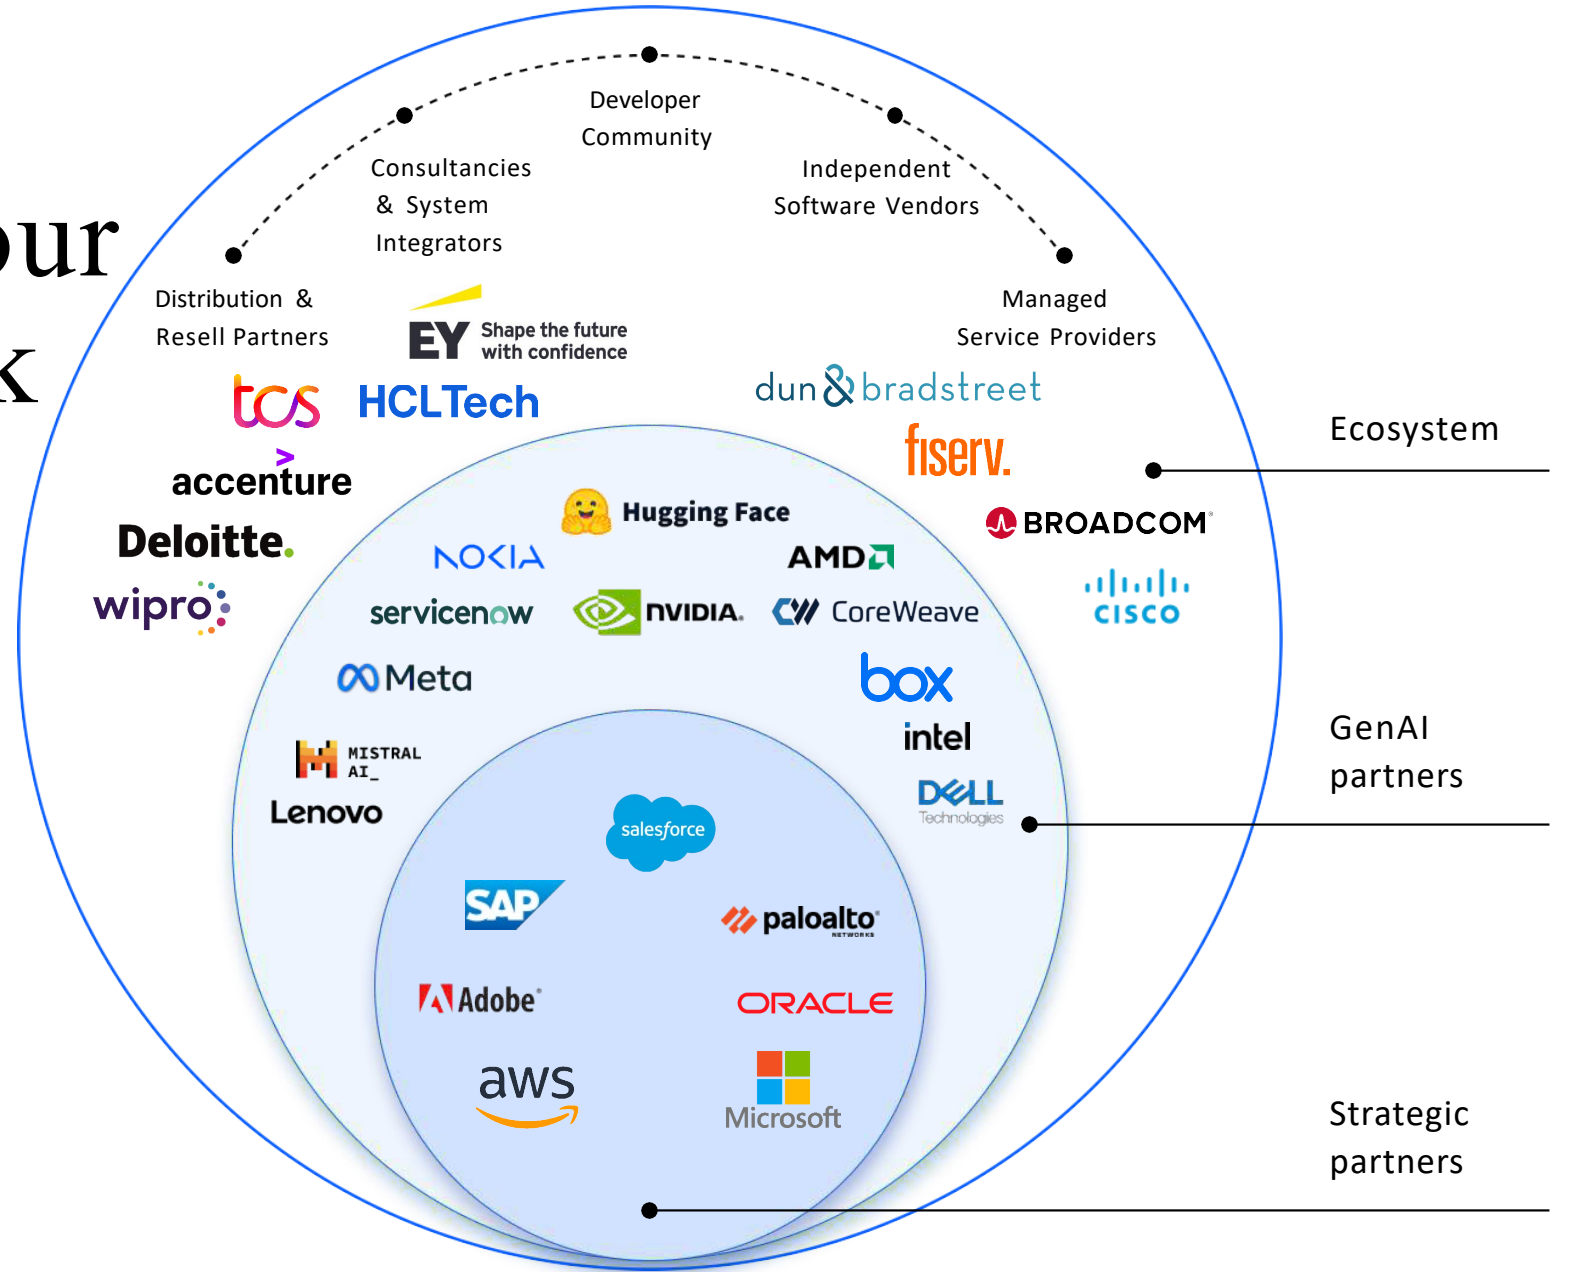 our
k
Developer
Community
Consultancies
& System
Integrators
Independent
Software Vendors
Distribution &
Resell Partners
Managed
Service Providers
EY Shape the future
with confidence
tcs
HCLTech
dun & bradstreet
accenture
fiserv.
Ecosystem
Deloitte.
BROADCOM
wipro
CISCO
Hugging Face
NOKIA
AMD
servicenow
NVIDIA.
CoreWeave
Meta
box
MISTRAL
AI_
intel
Lenovo
DELL
Technologies
GenAI
partners
salesforce
SAP
paloalto
NETWORKS
Adobe
ORACLE
aws
Microsoft
Strategic
partners